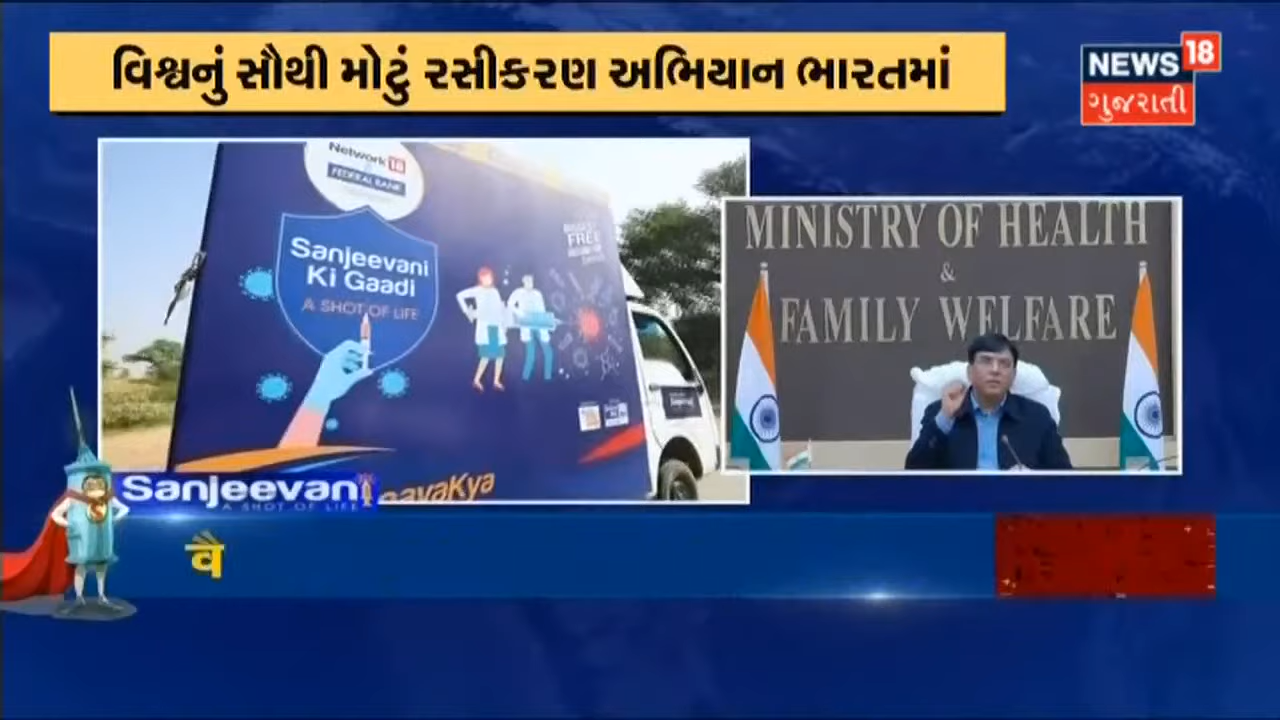 વિશ્વનું સૌથી મોટું રસીકરણ અભિયાન ભારતમાં
NEWS 18
ગુજરાતી
Network 18
FEDERAL BANK
Sanjeevani
Ki Gaadi
A SHOT OF LIFE
FREE
MINISTRY OF HEALTH
&
FAMILY WELFARE
Sanjeevani
A SHOT OF LIFE
વૈ